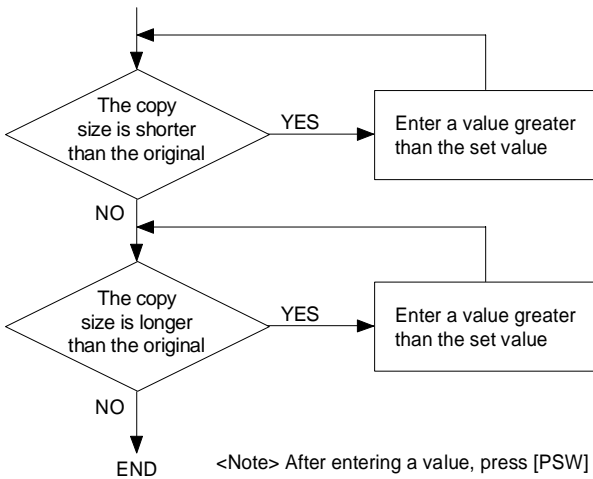 The copy
size is shorter
than the original
YES
Enter a value greater
than the set value
NO
The copy
size is longer
than the original
YES
Enter a value greater
than the set value
NO
END
<Note> After entering a value, press [PSW]